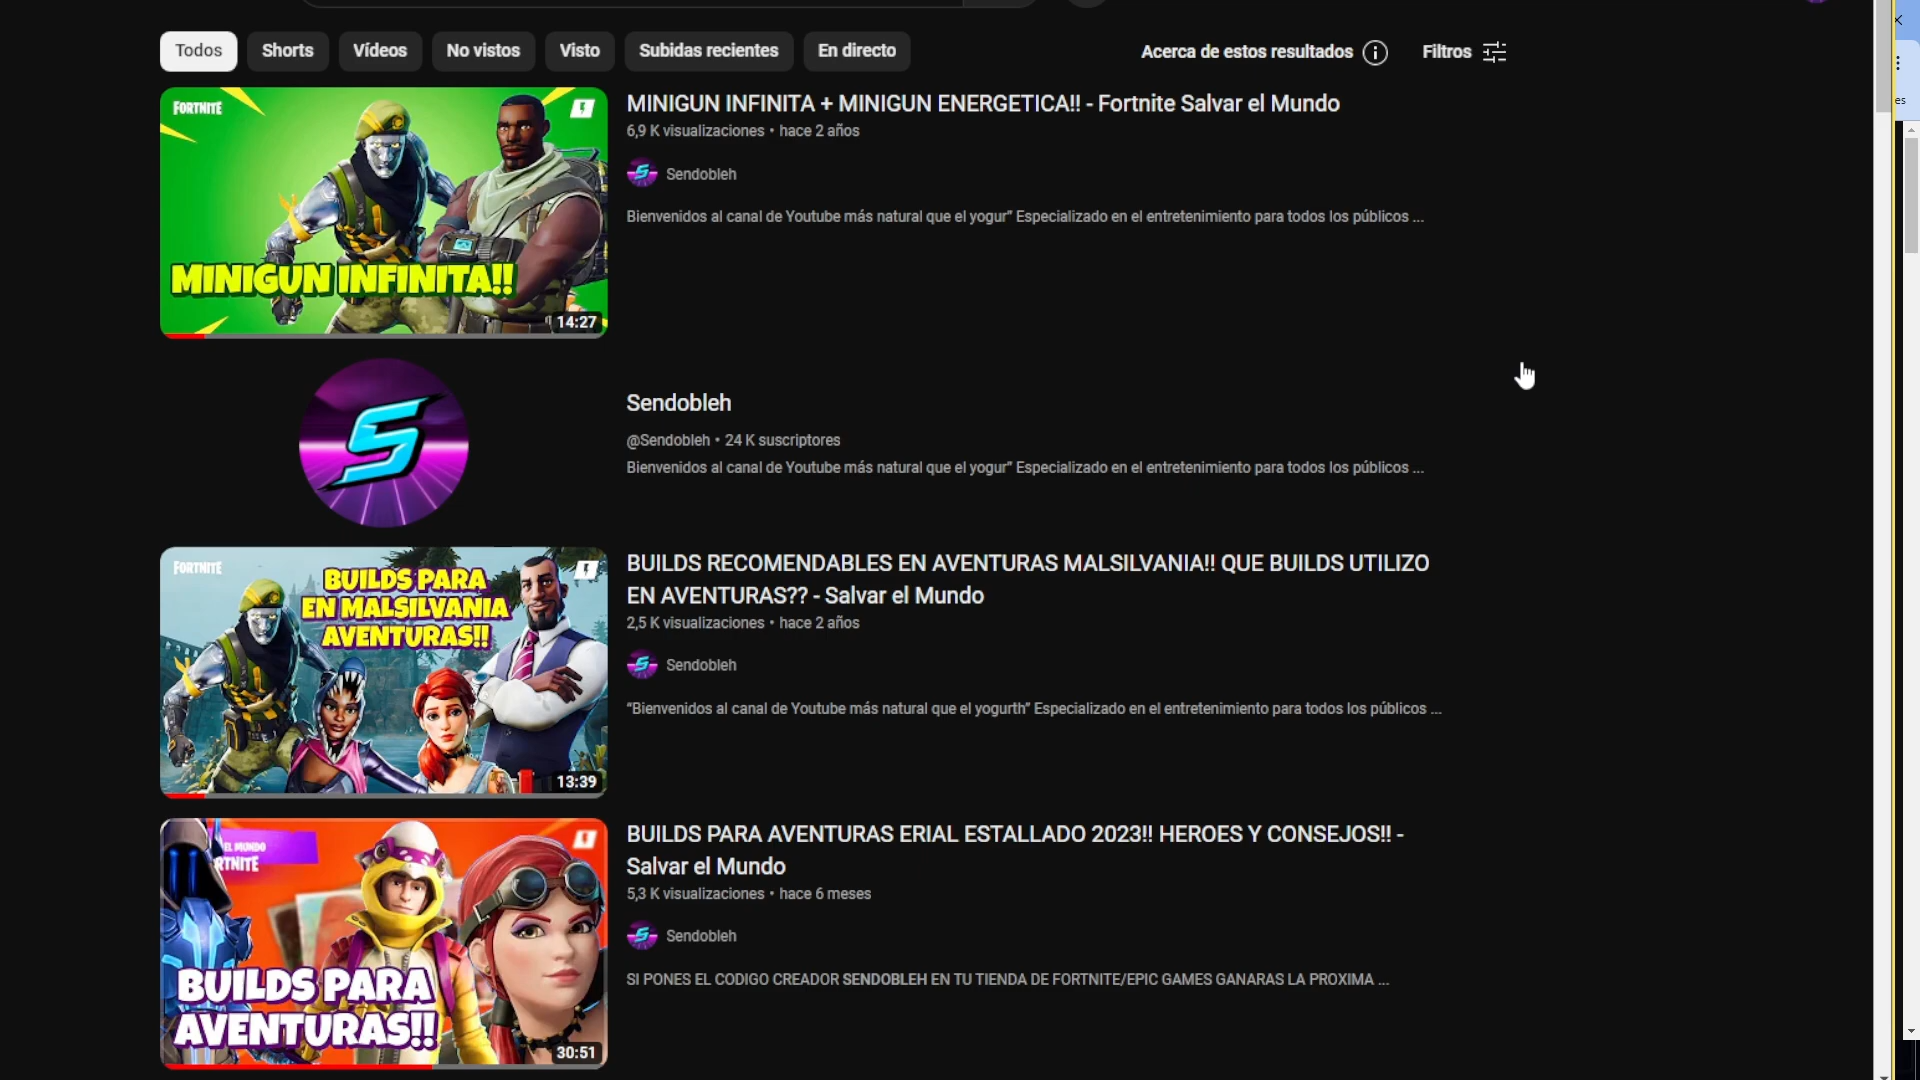 Todos
Shorts
Vídeos
No vistos
Visto
Subidas recientes
En directo
Acerca de estos resultados
Filtros
es
FORTNITE
MINIGUN INFINITA!!
14:27
MINIGUN INFINITA + MINIGUN ENERGETICA!! - Fortnite Salvar el Mundo
6,9 K visualizaciones • hace 2 años
Sendobleh
Bienvenidos al canal de Youtube más natural que el yogur" Especializado en el entretenimiento para todos los públicos ...
Sendobleh
@Sendobleh • 24 K suscriptores
Bienvenidos al canal de Youtube más natural que el yogur" Especializado en el entretenimiento para todos los públicos ...
FORTNITE
BUILDS PARA
EN MALSILVANIA
AVENTURAS!!
13:39
BUILDS RECOMENDABLES EN AVENTURAS MALSILVANIA!! QUE BUILDS UTILIZO
EN AVENTURAS?? - Salvar el Mundo
2,5 K visualizaciones • hace 2 años
Sendobleh
"Bienvenidos al canal de Youtube más natural que el yogurth" Especializado en el entretenimiento para todos los públicos ...
EL MUNDO
RTNITE
BUILDS PARA
AVENTURAS!!
30:51
BUILDS PARA AVENTURAS ERIAL ESTALLADO 2023!! HEROES Y CONSEJOS!! -
Salvar el Mundo
5,3 K visualizaciones • hace 6 meses
Sendobleh
SI PONES EL CODIGO CREADOR SENDOBLEH EN TU TIENDA DE FORTNITE/EPIC GAMES GANARAS LA PROXIMA ...